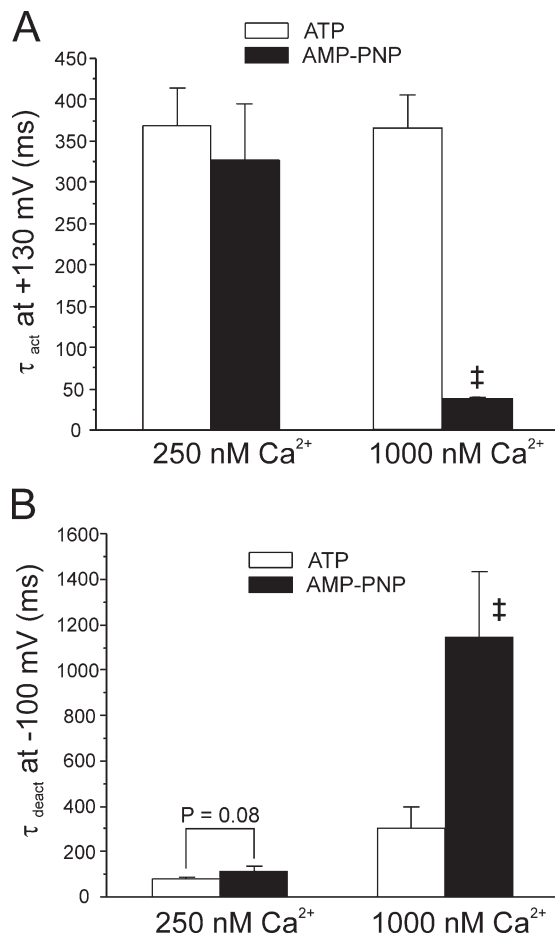 A
ATP
AMP-PNP
450
400
350
300
250
200
150
100
50
0
τ act at +130 mV (ms)
‡
250 nM Ca²⁺ 1000 nM Ca²⁺
B
ATP
AMP-PNP
1600
1400
1200
1000
800
600
400
200
0
τ deact at -100 mV (ms)
‡
P = 0.08
250 nM Ca²⁺ 1000 nM Ca²⁺